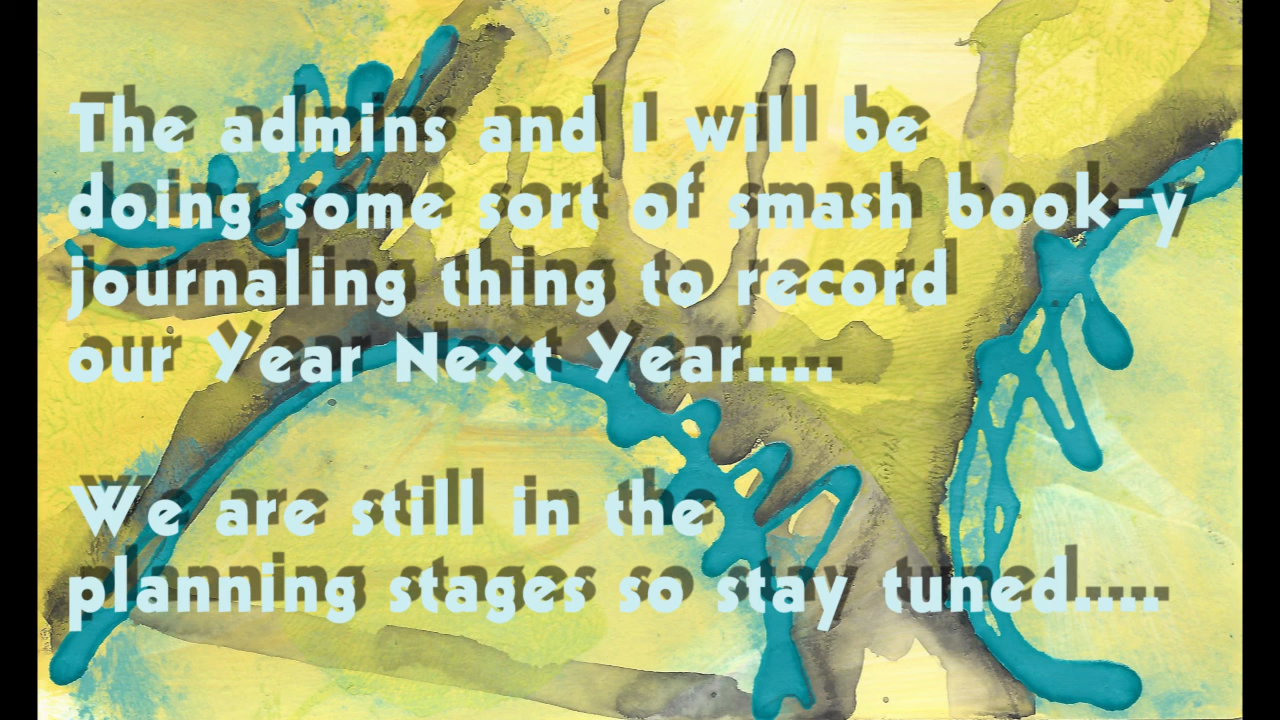 The admins and I will be
doing some sort of smash book-y
journaling thing to record
our Year Next Year....
We are still in the
planning stages so stay tuned....